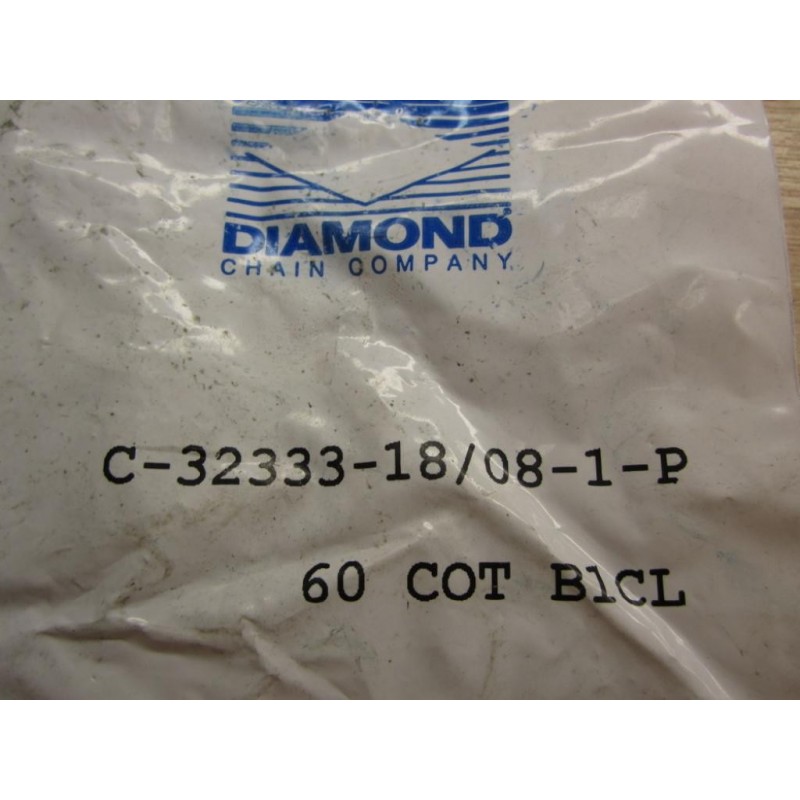 DIAMOND
CHAIN COMPANY
C-32333-18/08-1-P
60 COT B1CL